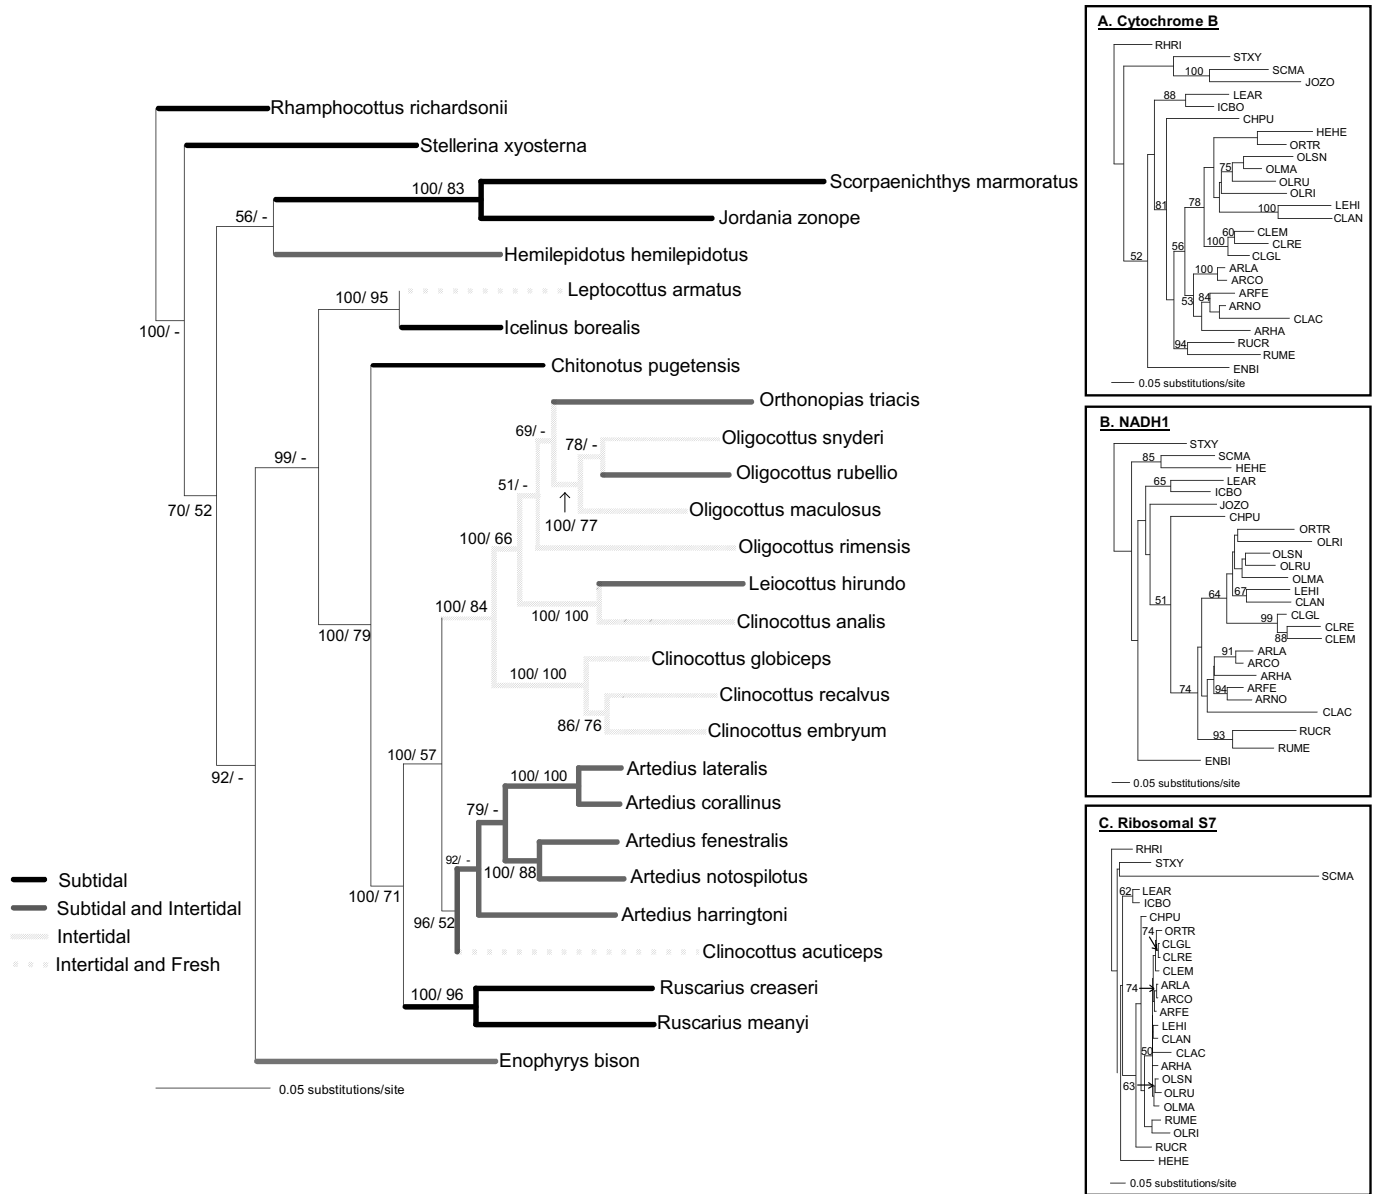 Rhamphocottus richardsonii
Stellerina xyosterna
100/ 83
Scorpaenichthys marmoratus
Jordania zonope
56/ -
Hemilepidotus hemilepidotus
100/ 95
Leptocottus armatus
Icelinus borealis
100/ -
Chitonotus pugetensis
Orthonopias triacis
69/ -
78/ -
Oligocottus snyderi
99/ -
Oligocottus rubellio
51/ -
70/ 52
100/ 77
Oligocottus maculosus
100/ 66
Oligocottus rimensis
Leiocottus hirundo
100/ 84
100/ 100
Clinocottus analis
100/ 79
Clinocottus globiceps
100/ 100
Clinocottus recalvus
86/ 76
Clinocottus embryum
100/ 57
92/ -
100/ 100
Artedius lateralis
Artedius corallinus
79/ -
Artedius fenestralis
92/ -
100/ 88
Artedius notospilotus
100/ 71
Artedius harringtoni
96/ 52
Clinocottus acuticeps
100/ 96
Ruscarius creaseri
Ruscarius meanyi
Enophyrys bison
0.05 substitutions/site
Subtidal
Subtidal and Intertidal
Intertidal
Intertidal and Fresh
A. Cytochrome B
RHRI
STXY
100
SCMA
JOZO
88
LEAR
ICBO
CHPU
HEHE
ORTR
OLSN
75
OLMA
OLRU
OLRI
81
78
100
LEHI
CLAN
60
CLEM
100
CLRE
56
CLGL
52
100
ARLA
ARCO
53
84
ARFE
ARNO
CLAC
ARHA
94
RUCR
RUME
ENBI
0.05 substitutions/site
B. NADH1
STXY
85
SCMA
HEHE
65
LEAR
ICBO
JOZO
CHPU
ORTR
OLRI
OLSN
OLRU
OLMA
51
64
67
LEHI
CLAN
99
CLGL
CLRE
88
CLEM
91
ARLA
ARCO
ARHA
74
94
ARFE
ARNO
CLAC
93
RUCR
RUME
ENBI
0.05 substitutions/site
C. Ribosomal S7
RHRI
STXY
SCMA
62
LEAR
ICBO
CHPU
74
ORTR
CLGL
CLRE
CLEM
74
ARLA
ARCO
ARFE
LEHI
CLAN
50
CLAC
ARHA
63
OLSN
OLRU
OLMA
RUME
OLRI
RUCR
HEHE
0.05 substitutions/site